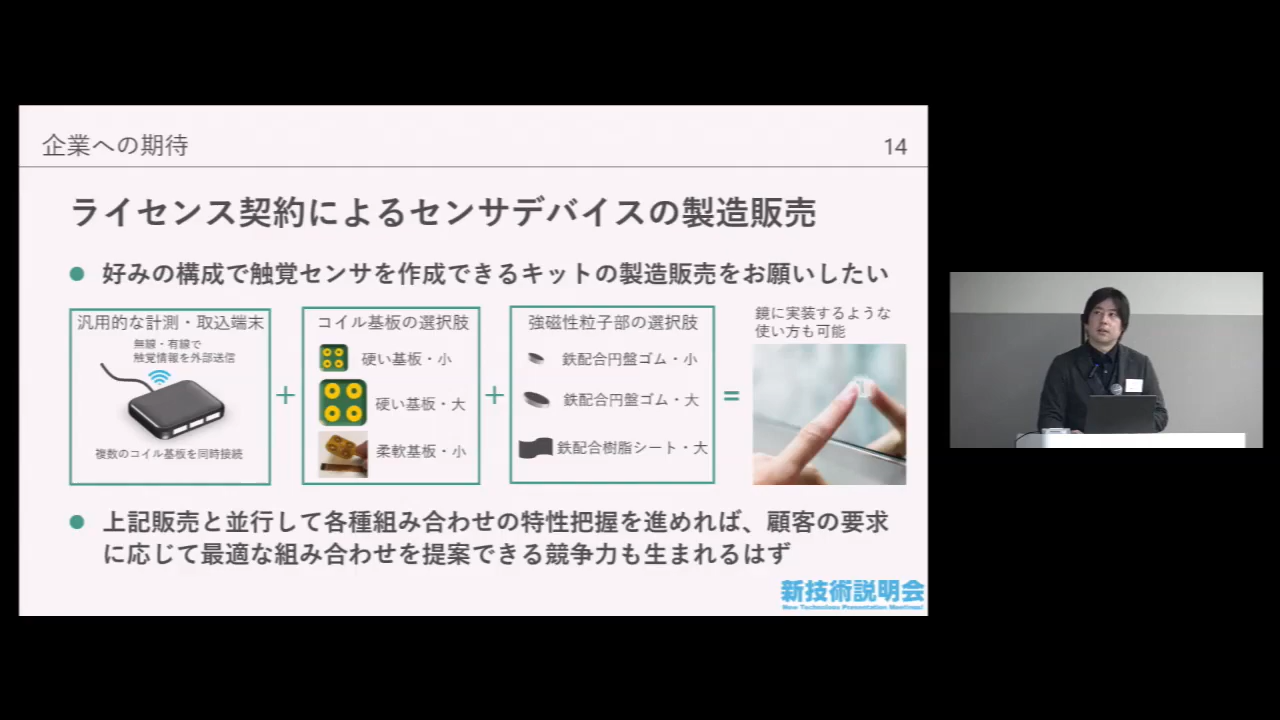 企業への期待
14
ライセンス契約によるセンサデバイスの製造販売
● 好みの構成で触覚センサを作成できるキットの製造販売をお願いしたい
汎用的な計測・取込端末
無線・有線で
触覚情報を外部送信
複数のコイル基板を同時接続
+
コイル基板の選択肢
硬い基板・小
硬い基板・大
柔軟基板・小
+
強磁性粒子部の選択肢
鉄配合円盤ゴム・小
鉄配合円盤ゴム・大
鉄配合樹脂シート・大
=
鏡に実装するような
使い方も可能
● 上記販売と並行して各種組み合わせの特性把握を進めれば、顧客の要求
に応じて最適な組み合わせを提案できる競争力も生まれるはず
新技術説明会
New Technology Presentation Meetings!